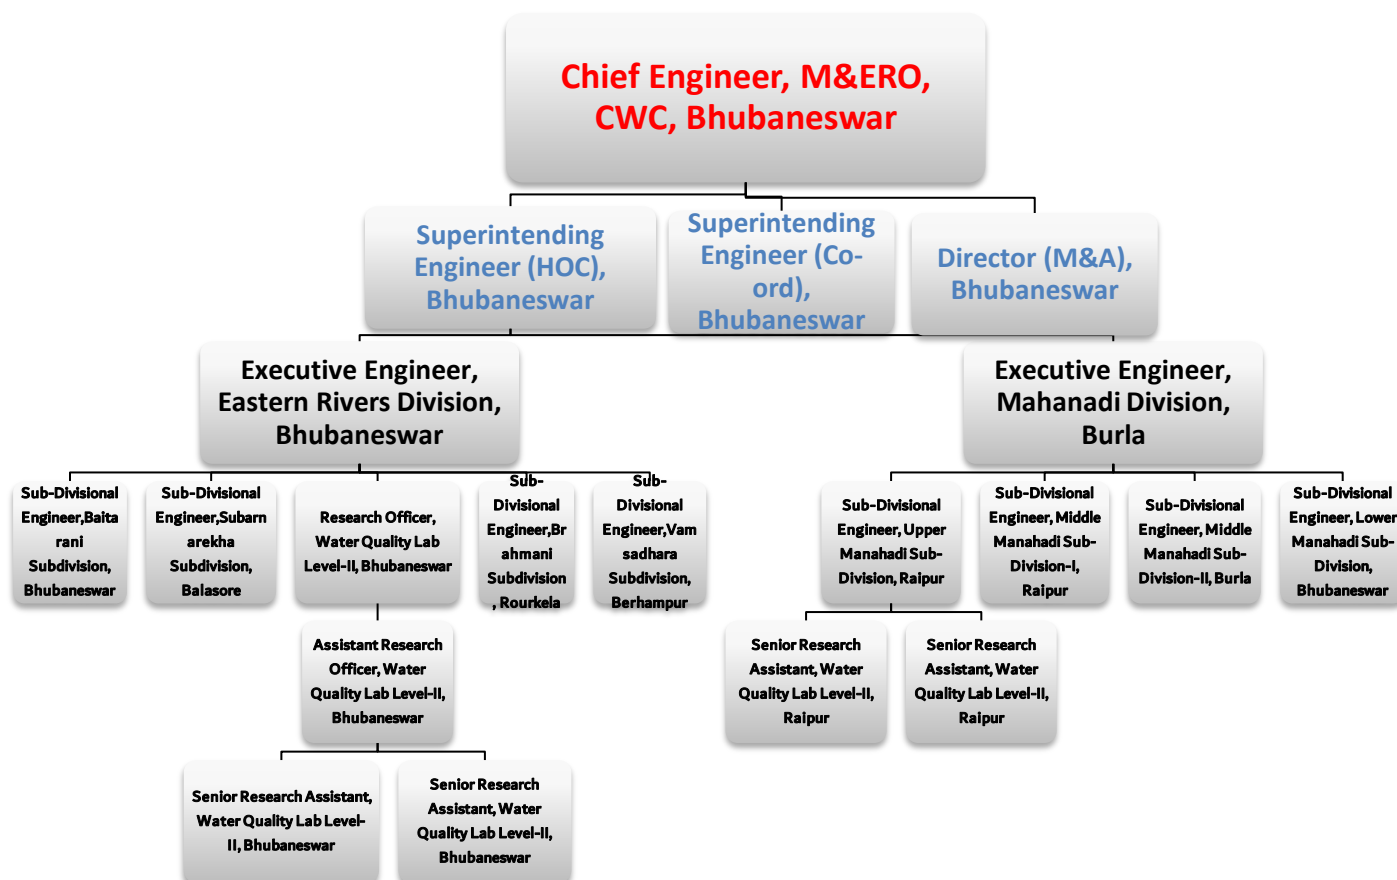 Chief Engineer, M&ERO,
CWC, Bhubaneswar
Superintending
Engineer (HOC),
Bhubaneswar
Superintending
Engineer (Co-
ord),
Bhubaneswar
Director (M&A),
Bhubaneswar
Executive Engineer,
Eastern Rivers Division,
Bhubaneswar
Executive Engineer,
Mahanadi Division,
Burla
Sub-Divisional
Engineer,Baita
rani
Subdivision,
Bhubaneswar
Sub-Divisional
Engineer,Subarn
arekha
Subdivision,
Balasore
Research Officer,
Water Quality Lab
Level-II, Bhubaneswar
Sub-
Divisional
Engineer,Br
ahmani
Subdivision
, Rourkela
Sub-
Divisional
Engineer,Vam
sadhara
Subdivision,
Berhampur
Sub-Divisional
Engineer, Upper
Manahadi Sub-
Division, Raipur
Sub-Divisional
Engineer, Middle
Manahadi Sub-
Division-I,
Raipur
Sub-Divisional
Engineer, Middle
Manahadi Sub-
Division-II, Burla
Sub-Divisional
Engineer, Lower
Manahadi Sub-
Division,
Bhubaneswar
Assistant Research
Officer, Water
Quality Lab Level-II,
Bhubaneswar
Senior Research
Assistant, Water
Quality Lab Level-II,
Raipur
Senior Research
Assistant, Water
Quality Lab Level-II,
Raipur
Senior Research Assistant,
Water Quality Lab Level-
II, Bhubaneswar
Senior Research
Assistant, Water
Quality Lab Level-II,
Bhubaneswar